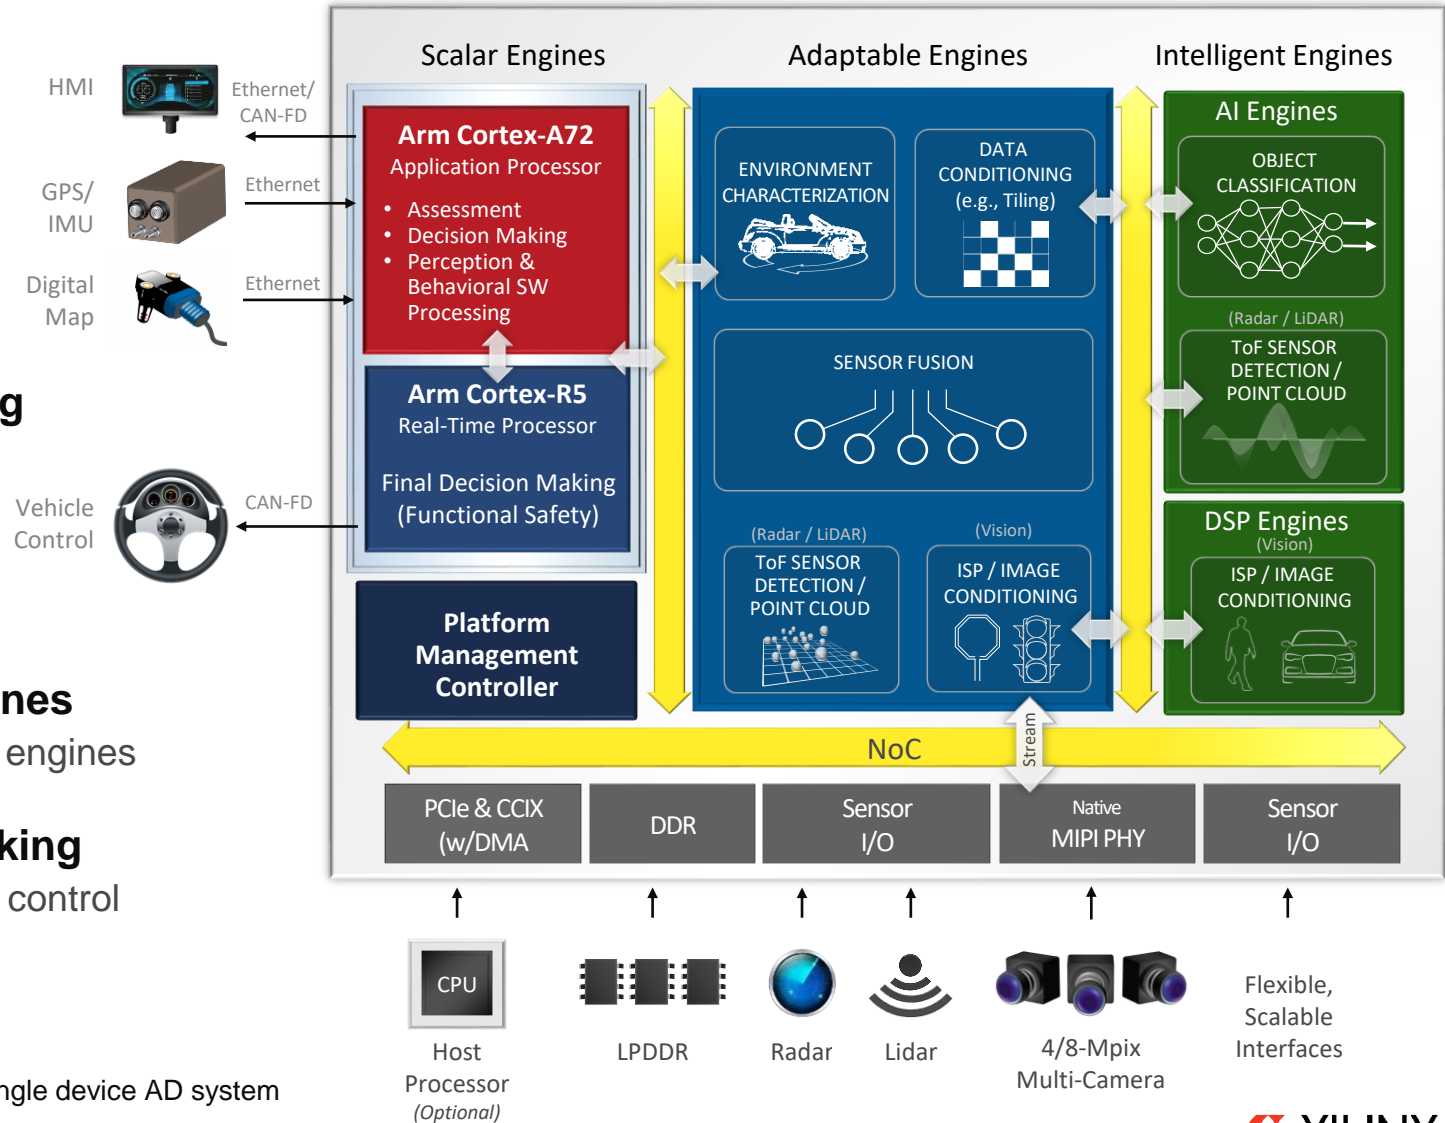 Scalar Engines
Adaptable Engines
Intelligent Engines
HMI
Ethernet/
CAN-FD
GPS/
IMU
Ethernet
Digital
Map
Ethernet
Arm Cortex-A72
Application Processor
• Assessment
• Decision Making
• Perception &
Behavioral SW
Processing
Arm Cortex-R5
Real-Time Processor
Final Decision Making
(Functional Safety)
Vehicle
Control
CAN-FD
Platform
Management
Controller
ENVIRONMENT
CHARACTERIZATION
DATA
CONDITIONING
(e.g., Tiling)
SENSOR FUSION
(Radar / LiDAR)
ToF SENSOR
DETECTION /
POINT CLOUD
(Vision)
ISP / IMAGE
CONDITIONING
AI Engines
OBJECT
CLASSIFICATION
(Radar / LiDAR)
ToF SENSOR
DETECTION /
POINT CLOUD
DSP Engines
(Vision)
ISP / IMAGE
CONDITIONING
NoC
Stream
PCIe & CCIX
(w/DMA
DDR
Sensor
I/O
Native
MIPI PHY
Sensor
I/O
CPU
Host
Processor
(Optional)
LPDDR
Radar
Lidar
4/8-Mpix
Multi-Camera
Flexible,
Scalable
Interfaces
g
nes
engines
king
control
ngle device AD system